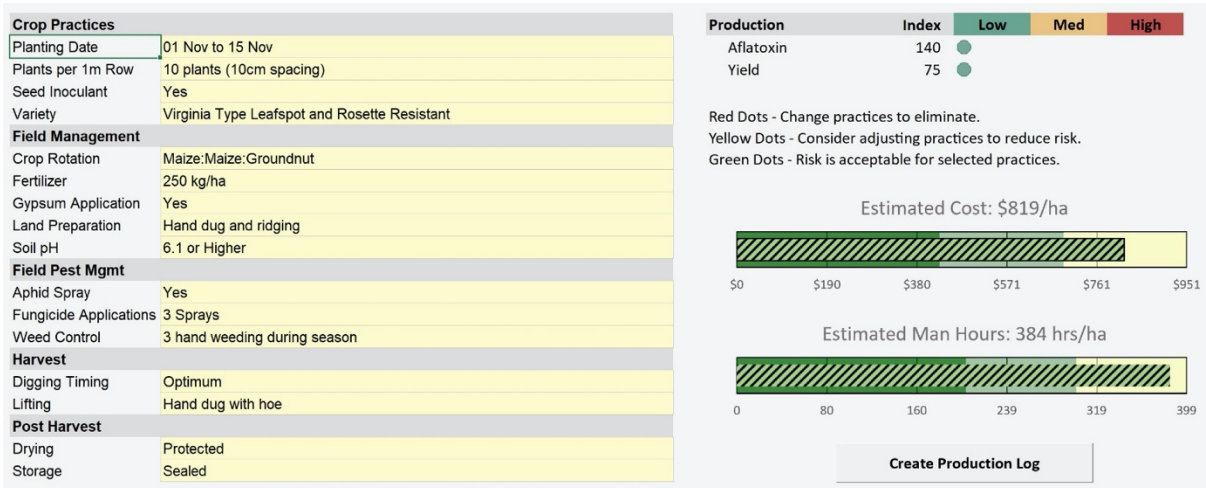 Crop Practices
Planting Date 01 Nov to 15 Nov
Plants per 1m Row 10 plants (10cm spacing)
Seed Inoculant Yes
Variety Virginia Type Leafspot and Rosette Resistant
Field Management
Crop Rotation Maize:Maize:Groundnut
Fertilizer 250 kg/ha
Gypsum Application Yes
Land Preparation Hand dug and ridging
Soil pH 6.1 or Higher
Field Pest Mgmt
Aphid Spray Yes
Fungicide Applications 3 Sprays
Weed Control 3 hand weeding during season
Harvest
Digging Timing Optimum
Lifting Hand dug with hoe
Post Harvest
Drying Protected
Storage Sealed
Production Index Low Med High
Aflatoxin 140
Yield 75
Red Dots - Change practices to eliminate.
Yellow Dots - Consider adjusting practices to reduce risk.
Green Dots - Risk is acceptable for selected practices.
Estimated Cost: $819/ha
$0 $190 $380 $571 $761 $951
Estimated Man Hours: 384 hrs/ha
0 80 160 239 319 399
Create Production Log